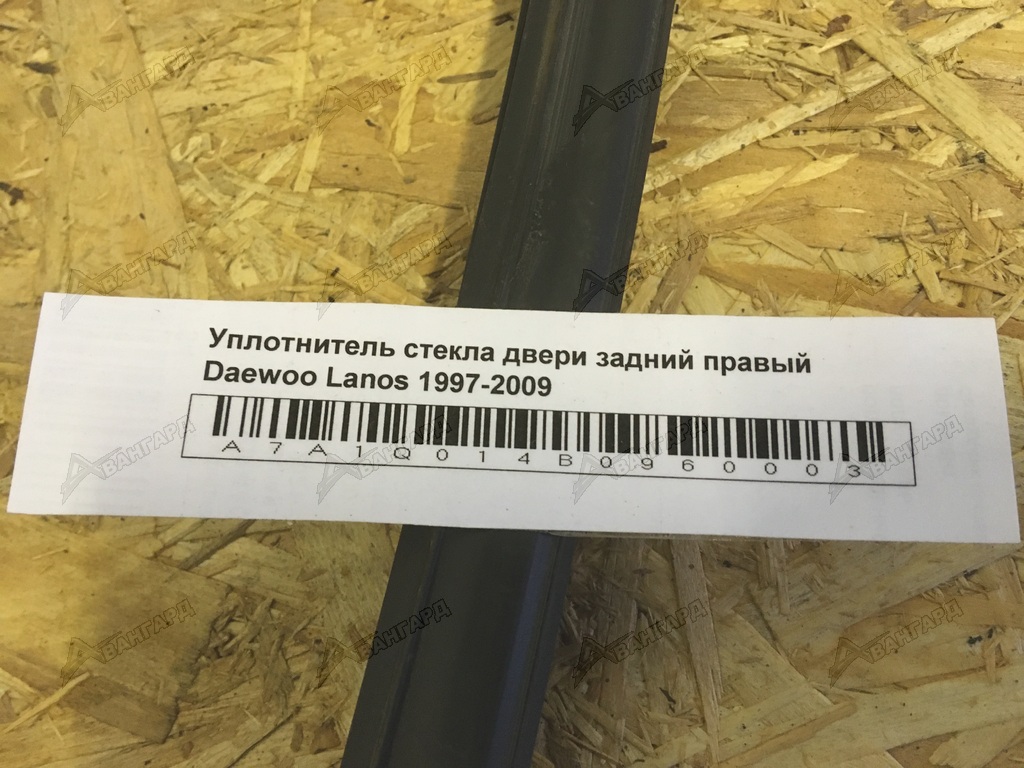 Уплотнитель стекла двери задний правый
Daewoo Lanos 1997-2009
A7A1Q014B0960003
АВАНГАРД